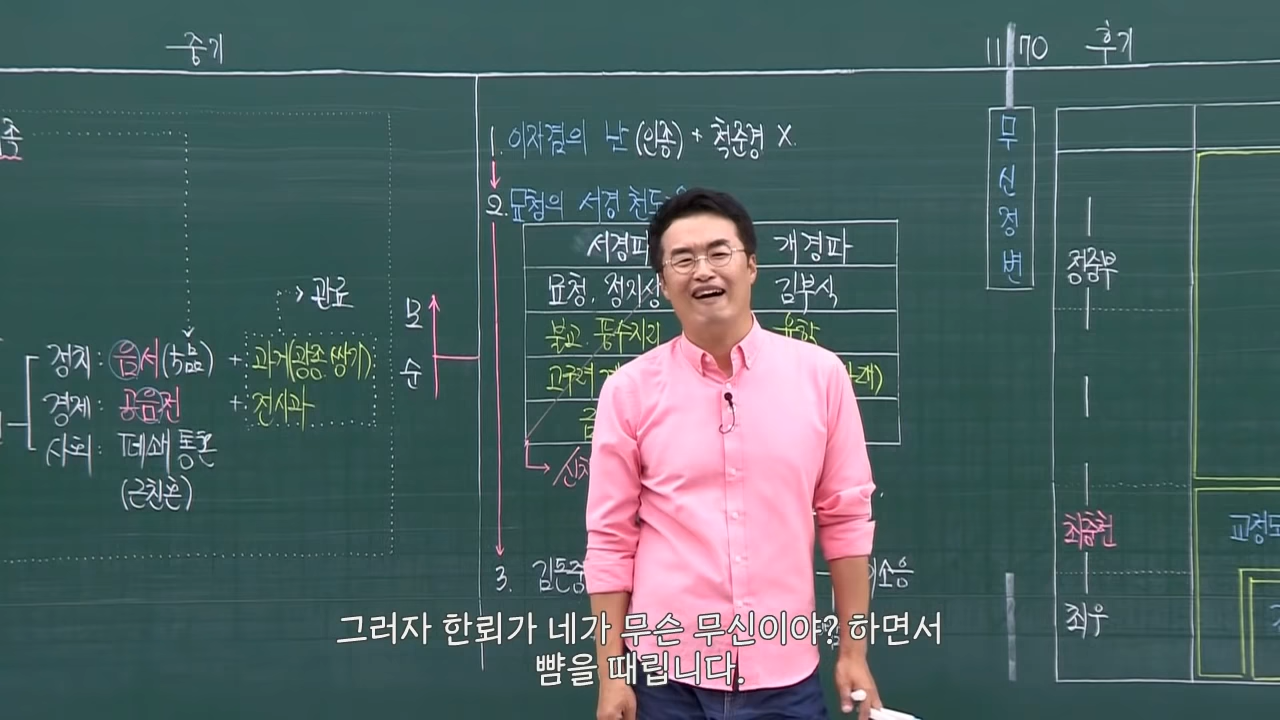 중기
1170 후기
1. 이자겸의 난 (인종) + 척준경 X.
2. 묘청의 서경 천도
서경파 개경파
묘청, 정지상 김부식
불교 풍수지리 유학
고구려
금
3. 김돈중
관료
모
순
정치: 음서(5품) + 과거(광종.쌍기)
경제: 공음전 + 전시과
사회: 폐쇄 통혼
(근친혼)
무
신
정
변
정중부
최충헌
최우
교정도
그러자 한뢰가 네가 무슨 무신이야? 하면서
뺨을 때립니다.